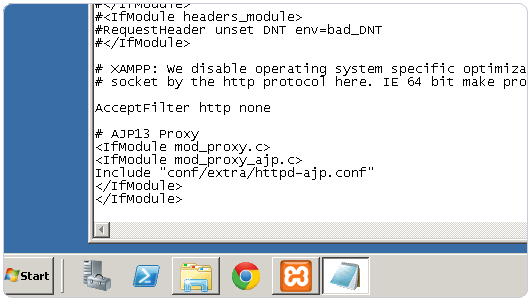 #</IfModule>
#<IfModule headers_module>
#RequestHeader unset DNT env=bad_DNT
#</IfModule>
# XAMPP: We disable operating system specific optimiza
# socket by the http protocol here. IE 64 bit make pro
AcceptFilter http none
# AJP13 Proxy
<IfModule mod_proxy.c>
<IfModule mod_proxy_ajp.c>
Include "conf/extra/httpd-ajp.conf"
</IfModule>
</IfModule>
Start